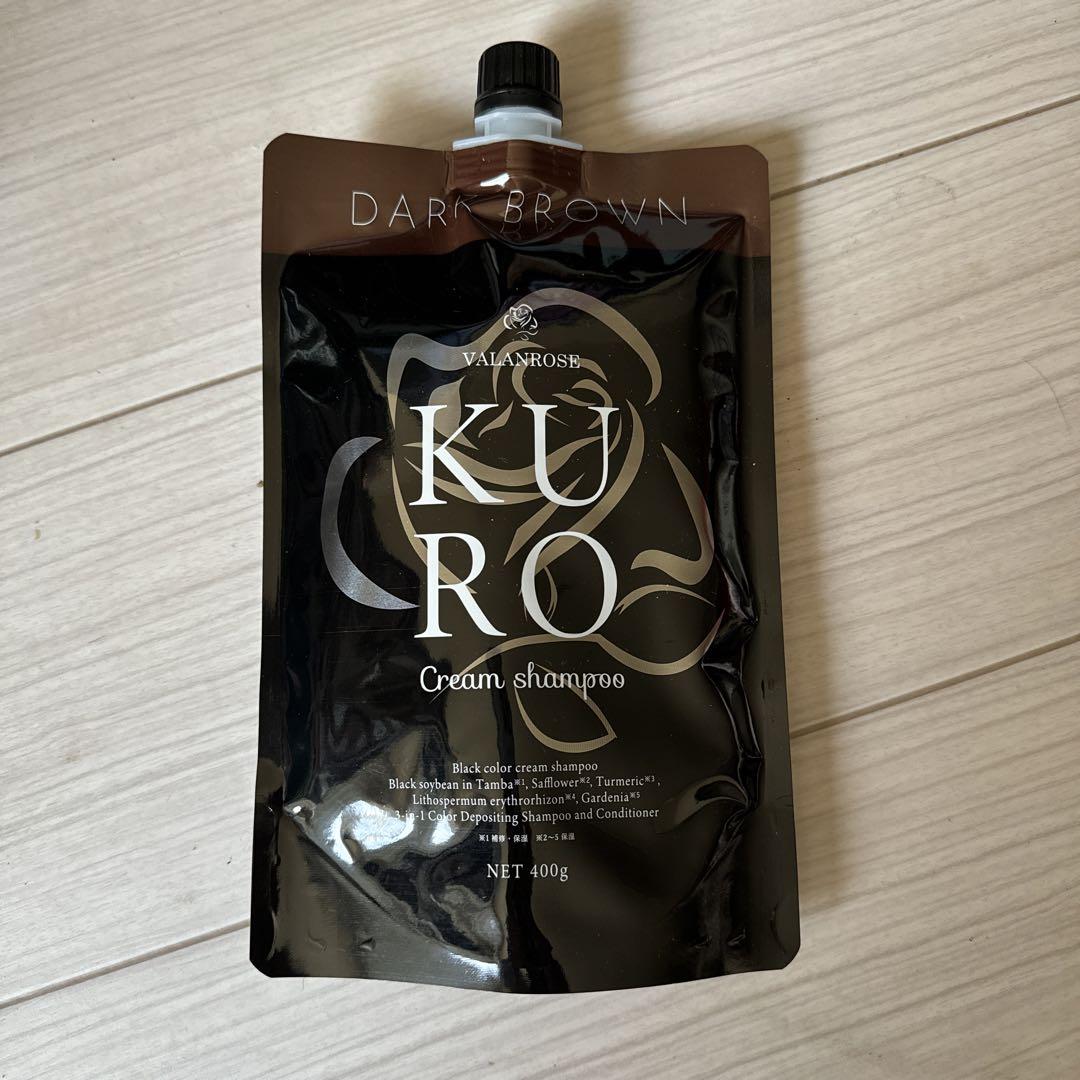 DARK BROWN
VALANROSE
KU
RO
Cream shampoo
Black color cream shampoo
Black soybean in Tamba※1, Safflower※2, Turmeric※3,
Lithospermum erythrorhizon※4, Gardenia※5
3-in-1 Color Depositing Shampoo and Conditioner
※1 補修・保湿 ※2～5 保湿
NET 400g